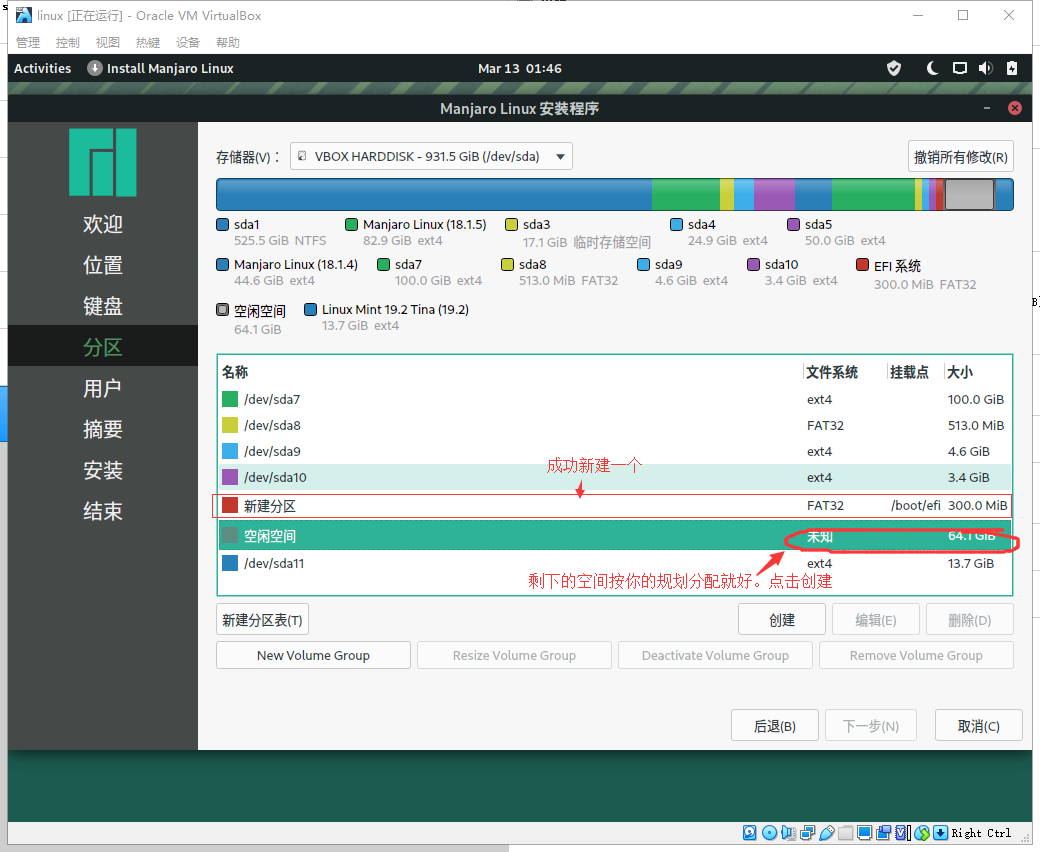 linux [正在运行] - Oracle VM VirtualBox
管理 控制 视图 热键 设备 帮助
Activities Install Manjaro Linux Mar 13 01:46
Manjaro Linux 安装程序
欢迎
位置
键盘
分区
用户
摘要
安装
结束
存储器(V)： VBOX HARDDISK - 931.5 GiB (/dev/sda) 撤销所有修改(R)
sda1 Manjaro Linux (18.1.5) sda3 sda4 sda5
525.5 GiB NTFS 82.9 GiB ext4 17.1 GiB 临时存储空间 24.9 GiB ext4 50.0 GiB ext4
Manjaro Linux (18.1.4) sda7 sda8 sda9 sda10 EFI 系统
44.6 GiB ext4 100.0 GiB ext4 513.0 MiB FAT32 4.6 GiB ext4 3.4 GiB ext4 300.0 MiB FAT32
空闲空间 Linux Mint 19.2 Tina (19.2)
64.1 GiB 13.7 GiB ext4
名称 文件系统 挂载点 大小
/dev/sda7 ext4 100.0 GiB
/dev/sda8 FAT32 513.0 MiB
/dev/sda9 ext4 4.6 GiB
成功新建一个
/dev/sda10 ext4 3.4 GiB
新建分区 FAT32 /boot/efi 300.0 MiB
空闲空间 未知 64.1 GiB
/dev/sda11 ext4 13.7 GiB
剩下的空间按你的规划分配就好。点击创建
新建分区表(T) 创建 编辑(E) 删除(D)
New Volume Group Resize Volume Group Deactivate Volume Group Remove Volume Group
后退(B) 下一步(N) 取消(C)
Right Ctrl